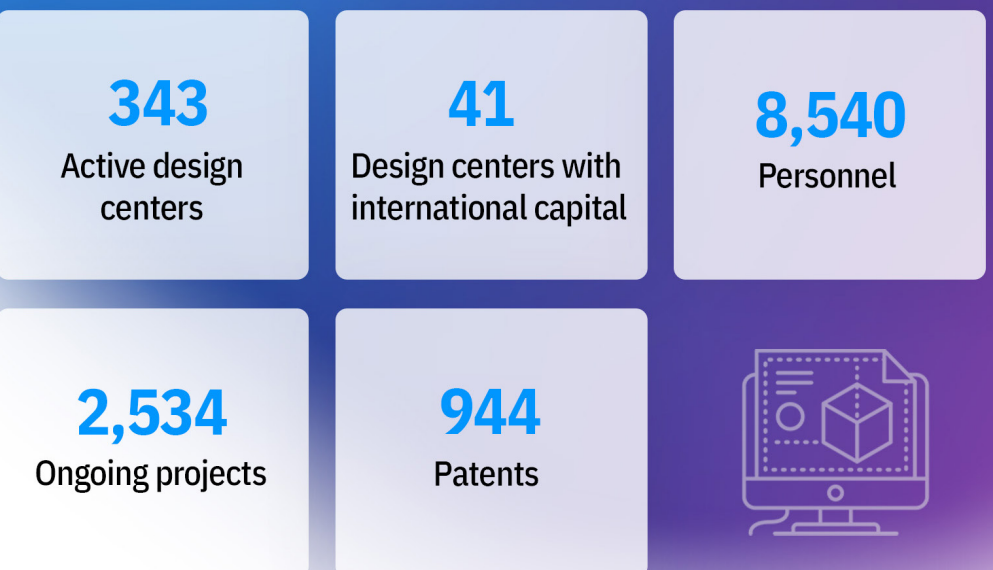 343
Active design
centers
41
Design centers with
international capital
8,540
Personnel
2,534
Ongoing projects
944
Patents